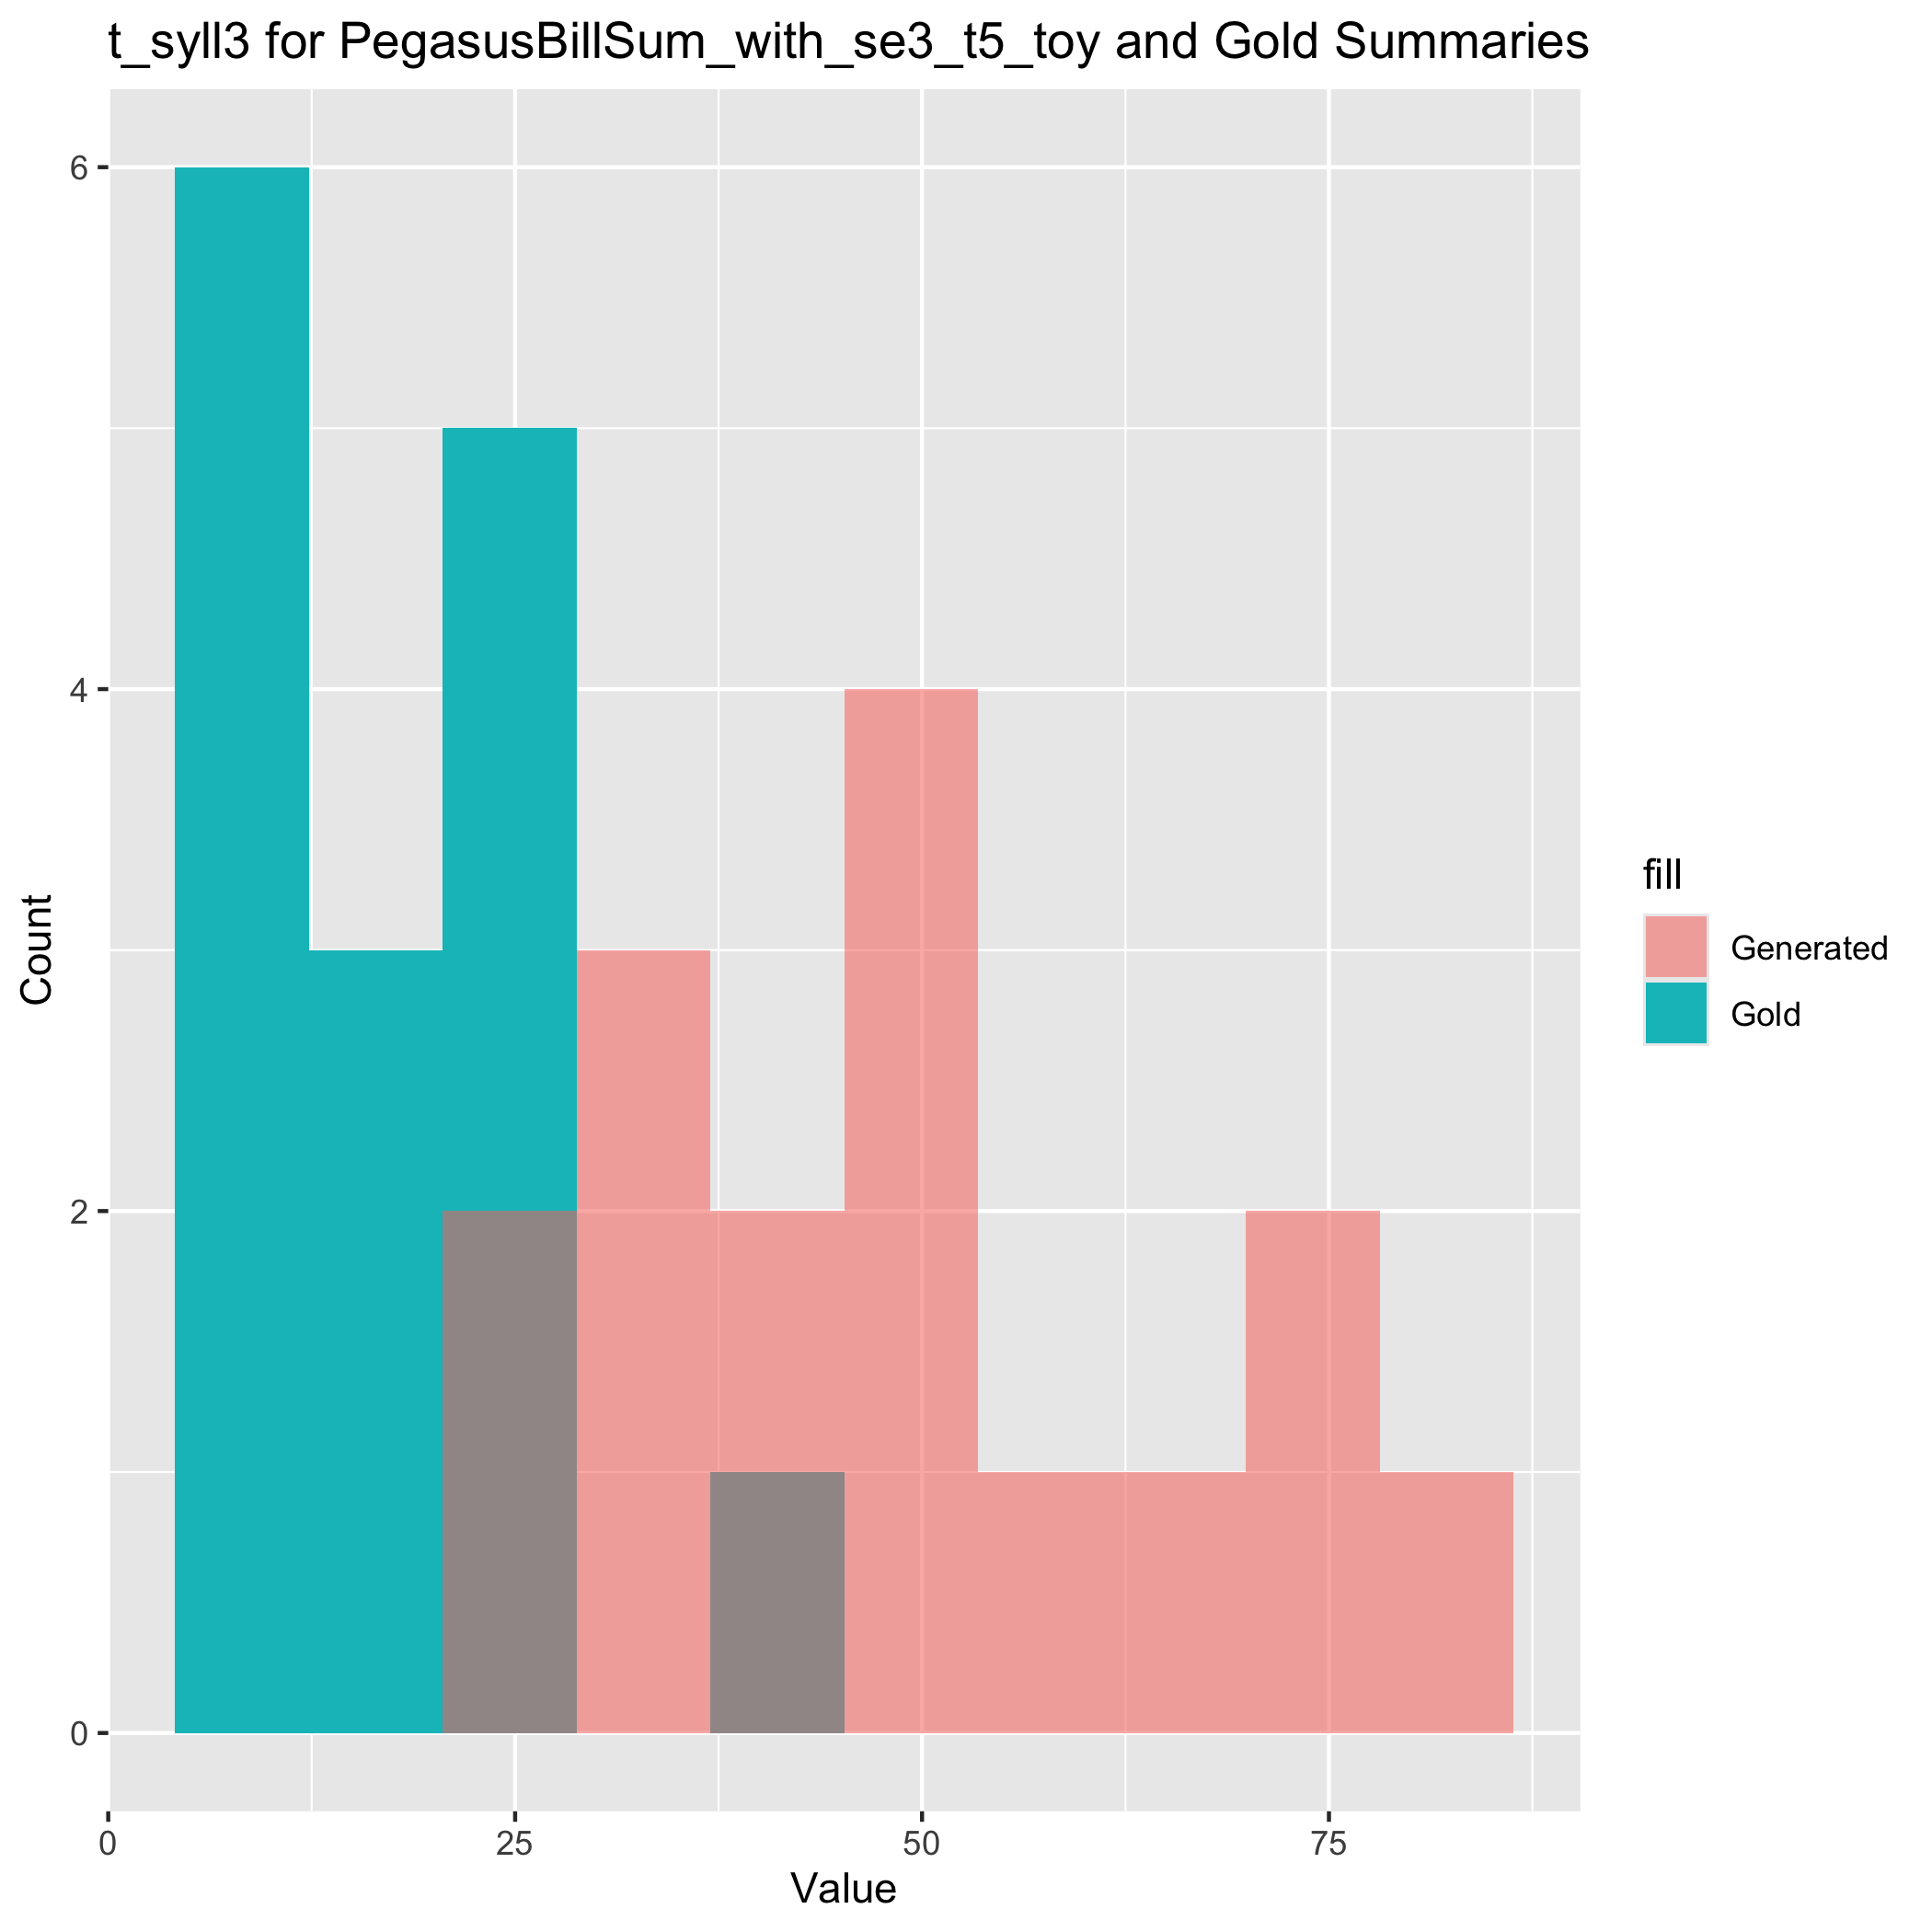 t_syll3 for PegasusBillSum_with_se3_t5_toy and Gold Summaries
6
4
2
0
Count
0 25 50 75
Value
fill
Generated
Gold